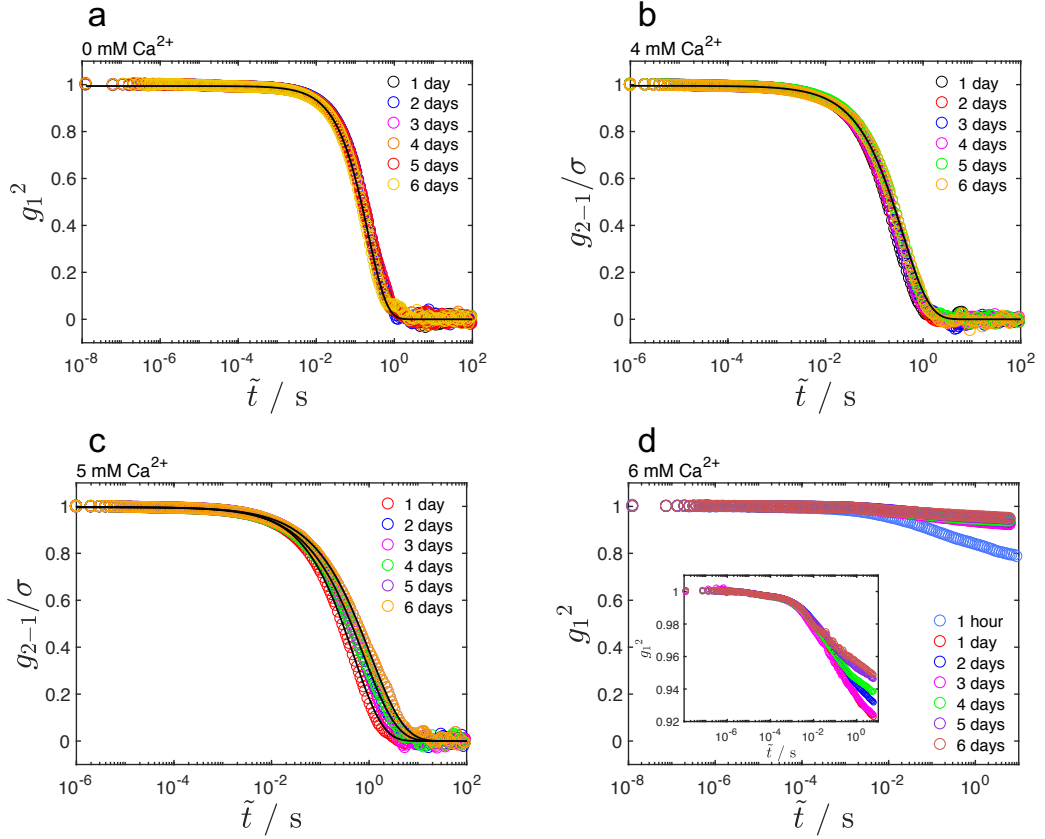 a
0 mM Ca²⁺
1
0.8
0.6
0.4
0.2
0
g₁²
10⁻⁸ 10⁻⁶ 10⁻⁴ 10⁻² 10⁰ 10²
t̃ / s
1 day
2 days
3 days
4 days
5 days
6 days
b
4 mM Ca²⁺
1
0.8
0.6
0.4
0.2
0
g₂₋₁/σ
10⁻⁶ 10⁻⁴ 10⁻² 10⁰ 10²
t̃ / s
1 day
2 days
3 days
4 days
5 days
6 days
c
5 mM Ca²⁺
1
0.8
0.6
0.4
0.2
0
g₂₋₁/σ
10⁻⁶ 10⁻⁴ 10⁻² 10⁰ 10²
t̃ / s
1 day
2 days
3 days
4 days
5 days
6 days
d
6 mM Ca²⁺
1
0.8
0.6
0.4
0.2
0
g₁²
10⁻⁸ 10⁻⁶ 10⁻⁴ 10⁻² 10⁰
t̃ / s
1 hour
1 day
2 days
3 days
4 days
5 days
6 days
1
0.98
0.96
0.94
0.92
g₁²
10⁻⁶ 10⁻⁴ 10⁻² 10⁰
t̃ / s